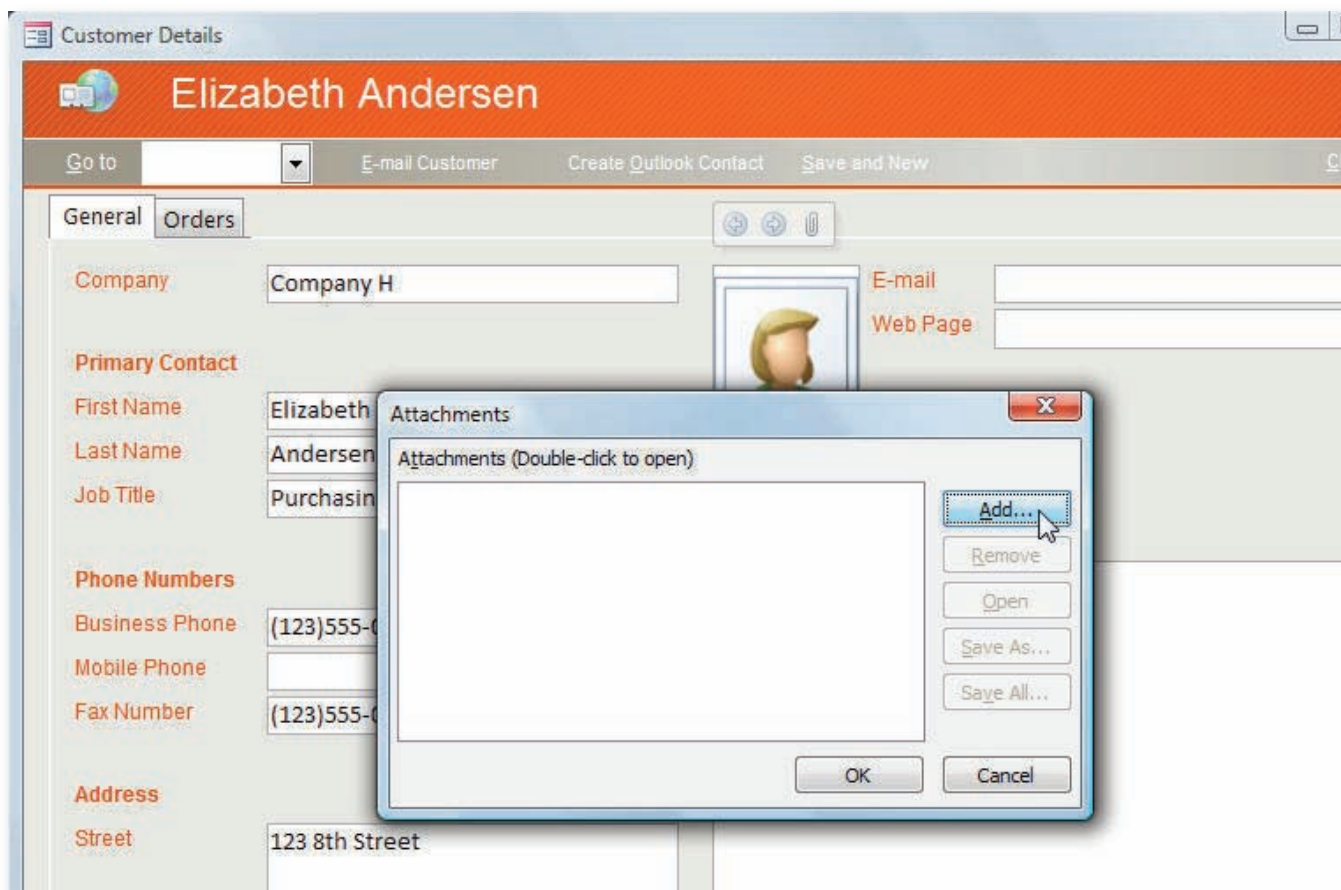 Customer Details
Elizabeth Andersen
Go to
E-mail Customer
Create Outlook Contact
Save and New
General
Orders
Company
Company H
E-mail
Web Page
Primary Contact
First Name
Elizabeth
Last Name
Andersen
Job Title
Attachments
Attachments (Double-click to open)
Add...
Remove
Open
Save As...
Save All...
OK
Cancel
Phone Numbers
Business Phone
(123)555-
Mobile Phone
Fax Number
(123)555-
Address
Street
123 8th Street